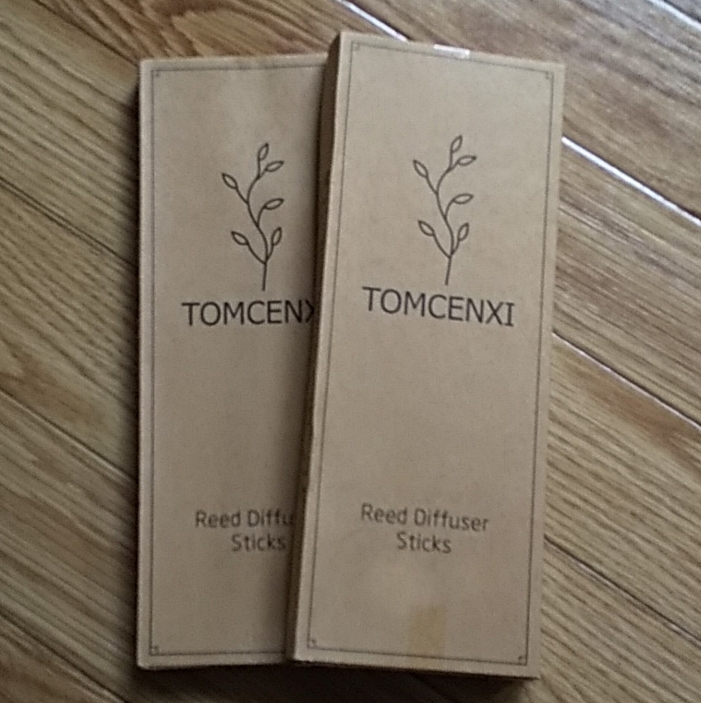 TOMCENX
Reed Diffu
Sticks
TOMCENXI
Reed Diffuser
Sticks